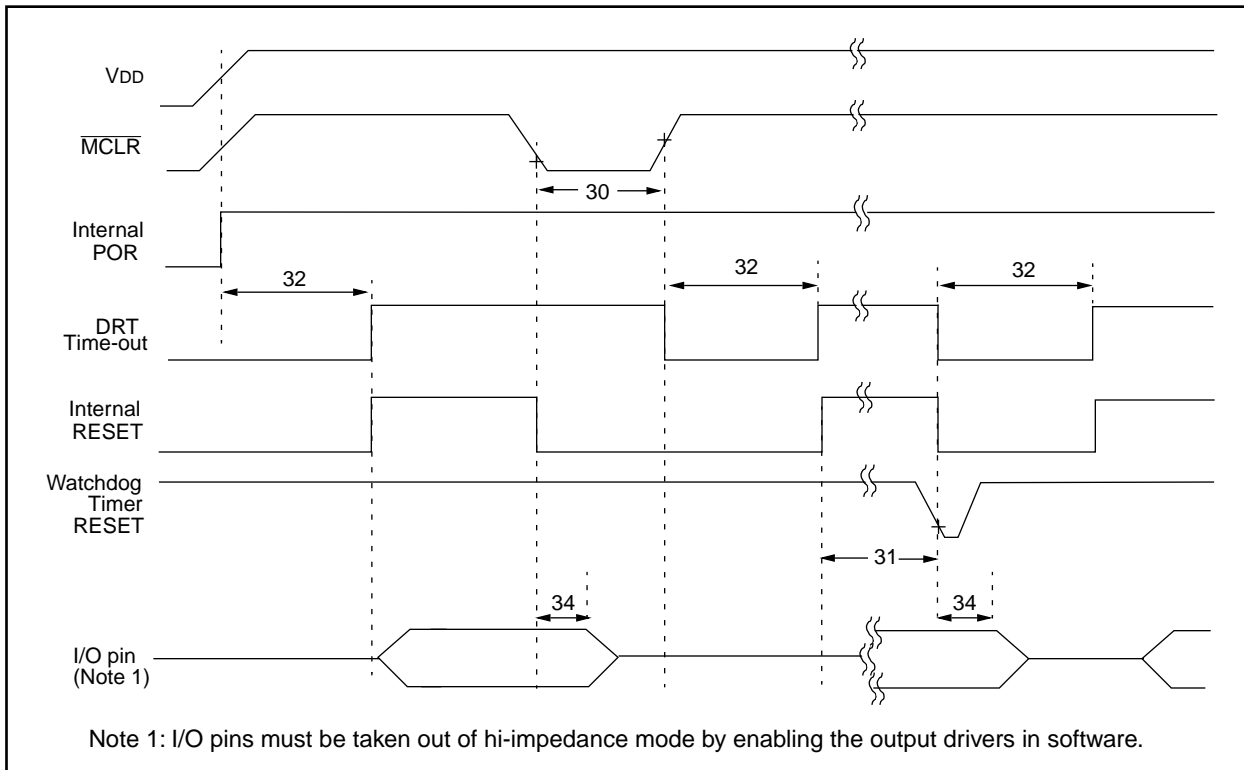 VDD
MCLR
30
Internal
POR
32
32
32
DRT
Time-out
Internal
RESET
Watchdog
Timer
RESET
31
34
34
I/O pin
(Note 1)
Note 1: I/O pins must be taken out of hi-impedance mode by enabling the output drivers in software.